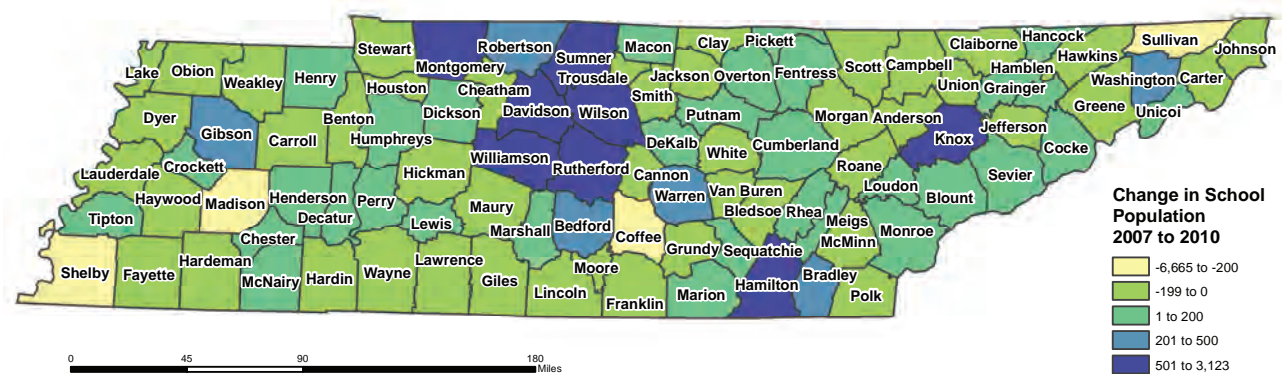 Stewart
Montgomery
Robertson
Sumner
Macon
Clay
Pickett
Claiborne
Hancock
Hawkins
Sullivan
Johnson
Lake
Obion
Weakley
Henry
Houston
Cheatham
Trousdale
Jackson
Overton
Fentress
Scott
Campbell
Union
Hamblen
Grainger
Washington
Carter
Greene
Unicoi
Dyer
Gibson
Carroll
Benton
Humphreys
Dickson
Davidson
Wilson
Smith
Putnam
Morgan
Anderson
Knox
Jefferson
Cocke
Crockett
Lauderdale
Haywood
Madison
Henderson
Decatur
Perry
Hickman
Williamson
Rutherford
Cannon
DeKalb
White
Cumberland
Roane
Loudon
Blount
Sevier
Tipton
Chester
Lewis
Maury
Marshall
Bedford
Coffee
Warren
Van Buren
Bledsoe
Rhea
Meigs
McMinn
Monroe
Shelby
Fayette
Hardeman
McNairy
Hardin
Wayne
Lawrence
Giles
Lincoln
Moore
Franklin
Grundy
Sequatchie
Marion
Hamilton
Bradley
Polk
Change in School
Population
2007 to 2010
-6,665 to -200
-199 to 0
1 to 200
201 to 500
501 to 3,123
0 45 90 180
Miles